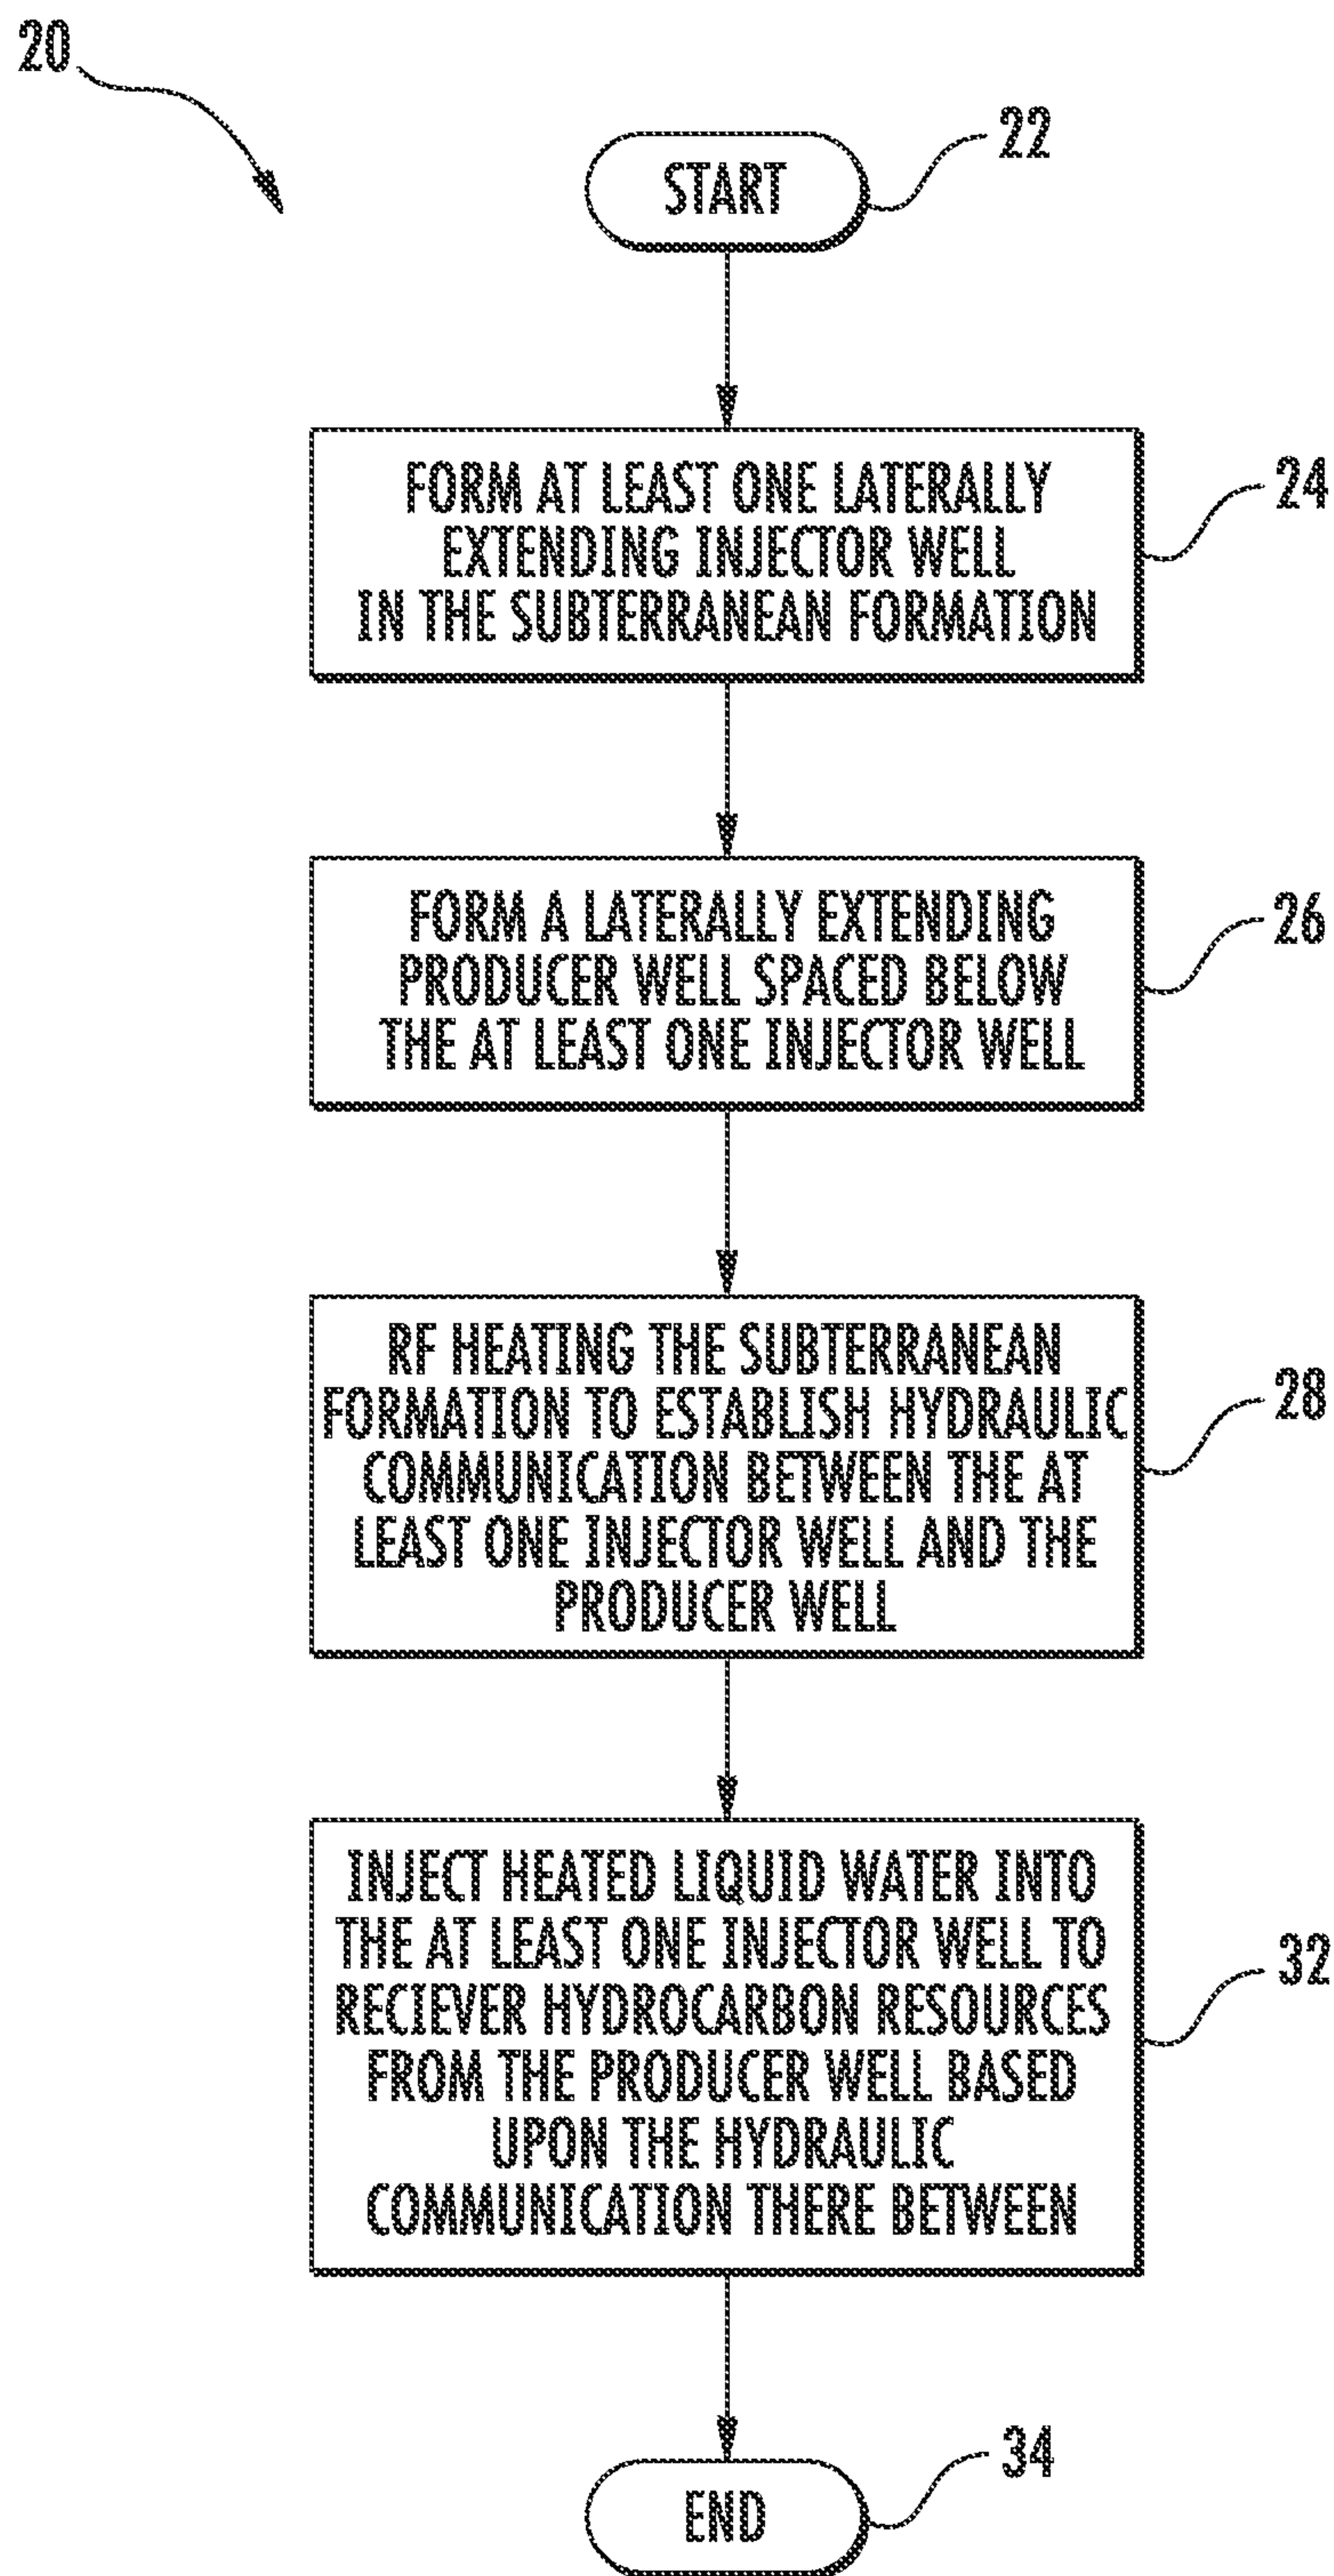 20
START
22
FORM AT LEAST ONE LATERALLY
EXTENDING INJECTOR WELL
IN THE SUBTERRANEAN FORMATION
24
FORM A LATERALLY EXTENDING
PRODUCER WELL SPACED BELOW
THE AT LEAST ONE INJECTOR WELL
26
RF HEATING THE SUBTERRANEAN
FORMATION TO ESTABLISH HYDRAULIC
COMMUNICATION BETWEEN THE AT
LEAST ONE INJECTOR WELL AND THE
PRODUCER WELL
28
INJECT HEATED LIQUID WATER INTO
THE AT LEAST ONE INJECTOR WELL TO
RECIEVER HYDROCARBON RESOURCES
FROM THE PRODUCER WELL BASED
UPON THE HYDRAULIC
COMMUNICATION THERE BETWEEN
32
END
34